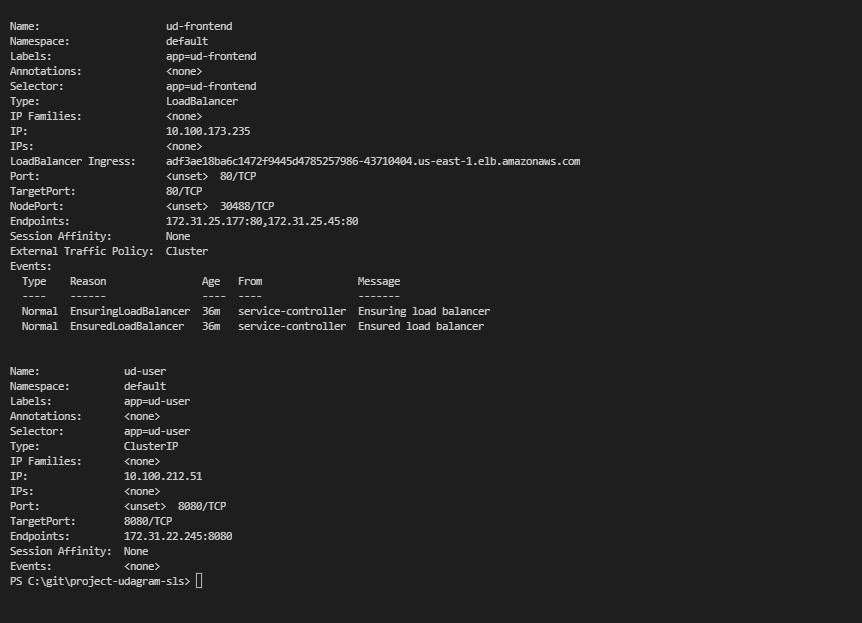 Name:                     ud-frontend
Namespace:                default
Labels:                   app=ud-frontend
Annotations:              <none>
Selector:                 app=ud-frontend
Type:                     LoadBalancer
IP Families:              <none>
IP:                       10.100.173.235
IPs:                      <none>
LoadBalancer Ingress:     adf3ae18ba6c1472f9445d4785257986-43710404.us-east-1.elb.amazonaws.com
Port:                     <unset>  80/TCP
TargetPort:               80/TCP
NodePort:                 <unset>  30488/TCP
Endpoints:                172.31.25.177:80,172.31.25.45:80
Session Affinity:         None
External Traffic Policy:  Cluster
Events:
  Type    Reason                Age   From                Message
  ----    ------                ----  ----                -------
  Normal  EnsuringLoadBalancer  36m   service-controller  Ensuring load balancer
  Normal  EnsuredLoadBalancer   36m   service-controller  Ensured load balancer
Name:              ud-user
Namespace:         default
Labels:            app=ud-user
Annotations:       <none>
Selector:          app=ud-user
Type:              ClusterIP
IP Families:       <none>
IP:                10.100.212.51
IPs:               <none>
Port:              <unset>  8080/TCP
TargetPort:        8080/TCP
Endpoints:         172.31.22.245:8080
Session Affinity:  None
Events:            <none>
PS C:\git\project-udagram-sls>